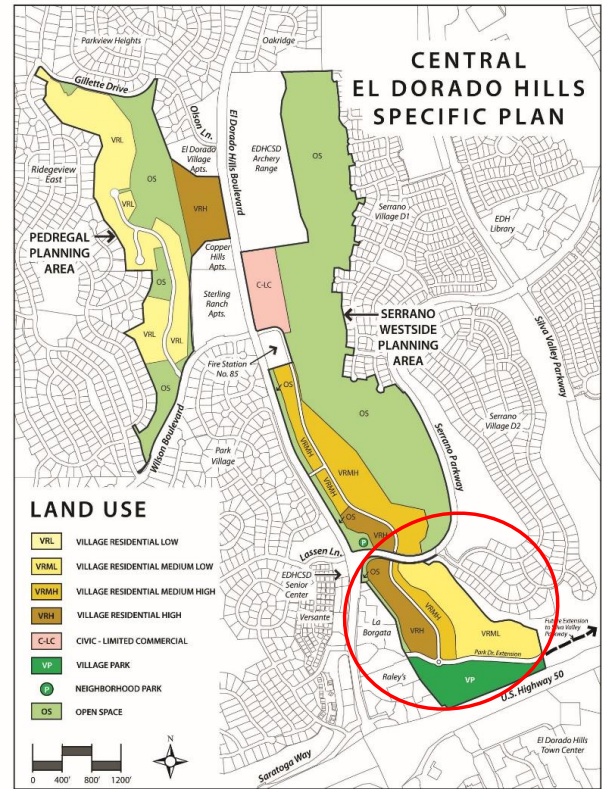 CENTRAL
EL DORADO HILLS
SPECIFIC PLAN
Parkview Heights
Oakridge
Gillette Drive
Olson Ln.
El Dorado Hills Boulevard
El Dorado
Village
Apts.
EDHCSD
Archery
Range
OS
VRL
Ridgeview
East
OS
VRL
VRH
Serrano
Village D1
EDH
Library
PEDREGAL
PLANNING
AREA
Copper
Hills
Apts.
OS
C-LC
Sterling
Ranch
Apts.
SERRANO
WESTSIDE
PLANNING
AREA
Silva Valley Parkway
VRL
VRL
Fire Station
No. 85
OS
OS
OS
Serrano
Village D2
Serrano Parkway
Wilson Boulevard
Park
Village
VRMH
VRMH
VRMH
OS
VRH
P
Lassen Ln.
EDHCSD
Senior
Center
OS
Versante
La
Borgata
VRMH
VRH
VRML
Future Extension
to Silva Valley
Parkway
Park Dr. Extension
Raley's
VP
U.S. Highway 50
El Dorado Hills
Town Center
Saratoga Way
LAND USE
VRL VILLAGE RESIDENTIAL LOW
VRML VILLAGE RESIDENTIAL MEDIUM LOW
VRMH VILLAGE RESIDENTIAL MEDIUM HIGH
VRH VILLAGE RESIDENTIAL HIGH
C-LC CIVIC - LIMITED COMMERCIAL
VP VILLAGE PARK
P NEIGHBORHOOD PARK
OS OPEN SPACE
0 400' 800' 1200'
N